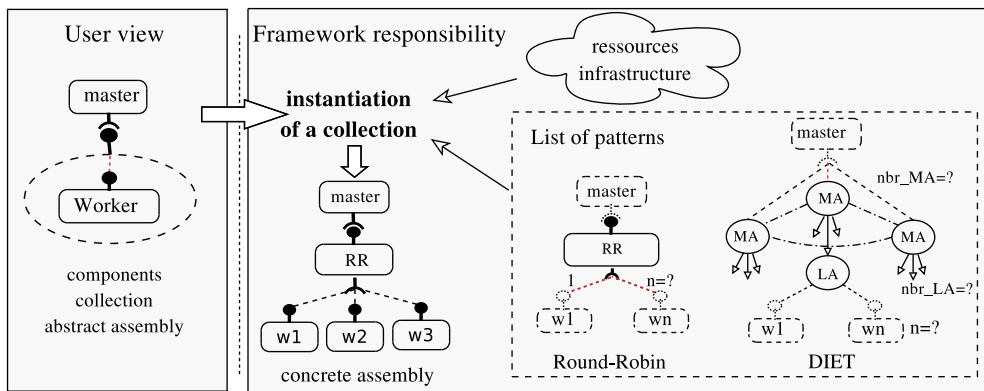 User view
master
Worker
components
collection
abstract assembly
Framework responsibility
ressources
infrastructure
instantiation
of a collection
master
RR
w1 w2 w3
concrete assembly
List of patterns
master
RR
1 n=?
w1 wn
Round-Robin
master
nbr_MA=?
MA
MA MA
LA
nbr_LA=?
w1 wn n=?
DIET